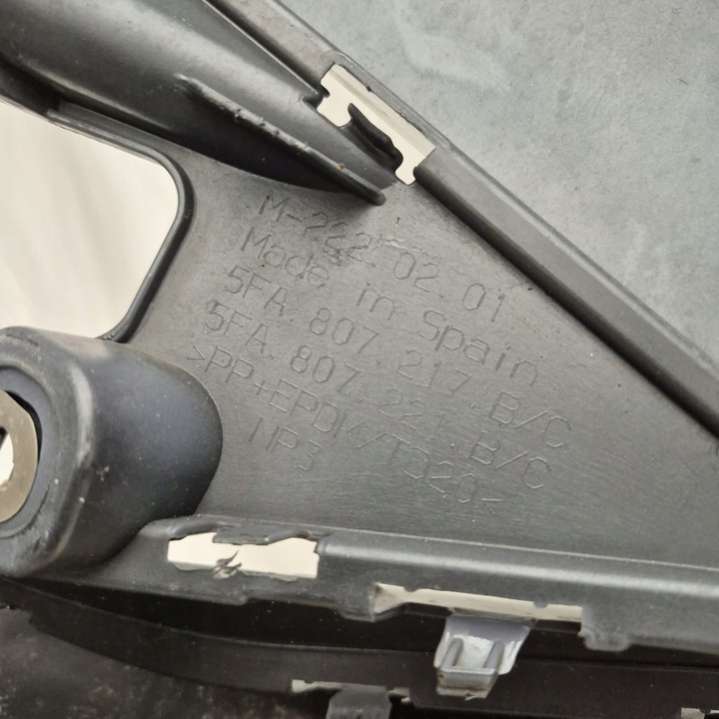 M-222.02.01
Made in Spain
5FA.807.217.B/C
5FA.807.221.B/C
>PP+EPDM/TD20<
NP3